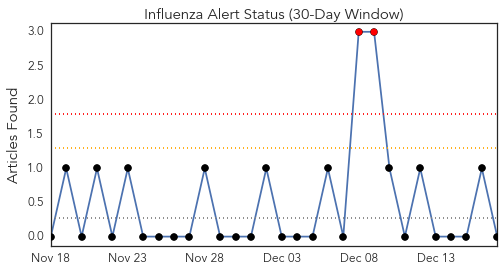 Influenza Alert Status (30-Day Window)
Articles Found
3.0
2.5
2.0
1.5
1.0
0.5
0.0
Nov 18 Nov 23 Nov 28 Dec 03 Dec 08 Dec 13